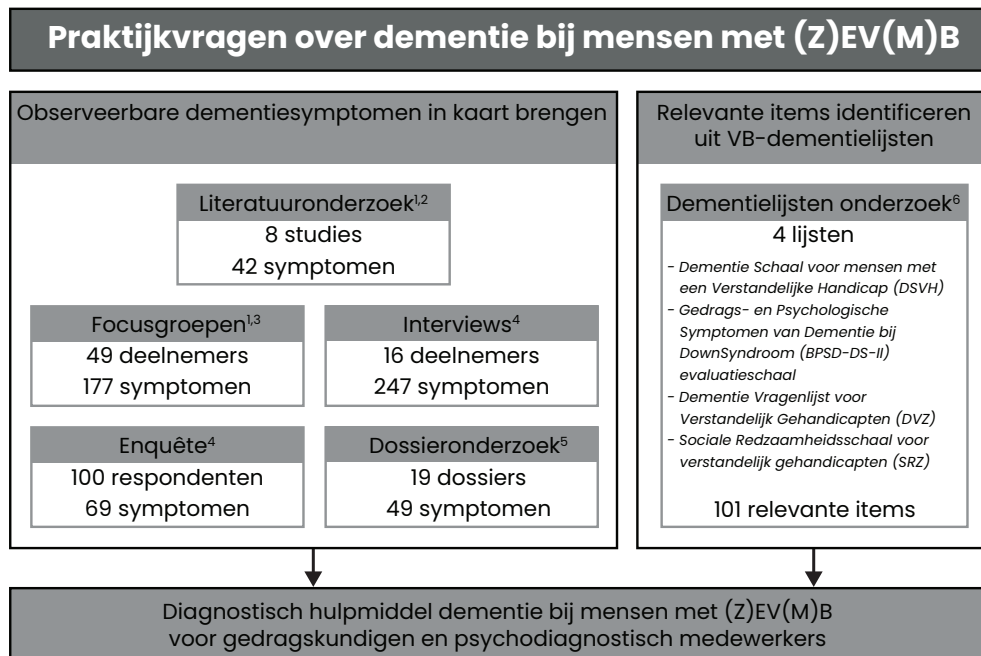 Praktijkvragen over dementie bij mensen met (Z)EV(M)B
Observeerbare dementiesymptomen in kaart brengen
Literatuuronderzoek1,2
8 studies
42 symptomen
Focusgroepen1,3
49 deelnemers
177 symptomen
Interviews4
16 deelnemers
247 symptomen
Enquête4
100 respondenten
69 symptomen
Dossieronderzoek5
19 dossiers
49 symptomen
Relevante items identificeren
uit VB-dementielijsten
Dementielijsten onderzoek6
4 lijsten
- Dementie Schaal voor mensen met
een Verstandelijke Handicap (DSVH)
- Gedrags- en Psychologische
Symptomen van Dementie bij
DownSyndroom (BPSD-DS-II)
evaluatieschaal
- Dementie Vragenlijst voor
Verstandelijk Gehandicapten (DVZ)
- Sociale Redzaamheidsschaal voor
verstandelijk gehandicapten (SRZ)
101 relevante items
Diagnostisch hulpmiddel dementie bij mensen met (Z)EV(M)B
voor gedragskundigen en psychodiagnostisch medewerkers